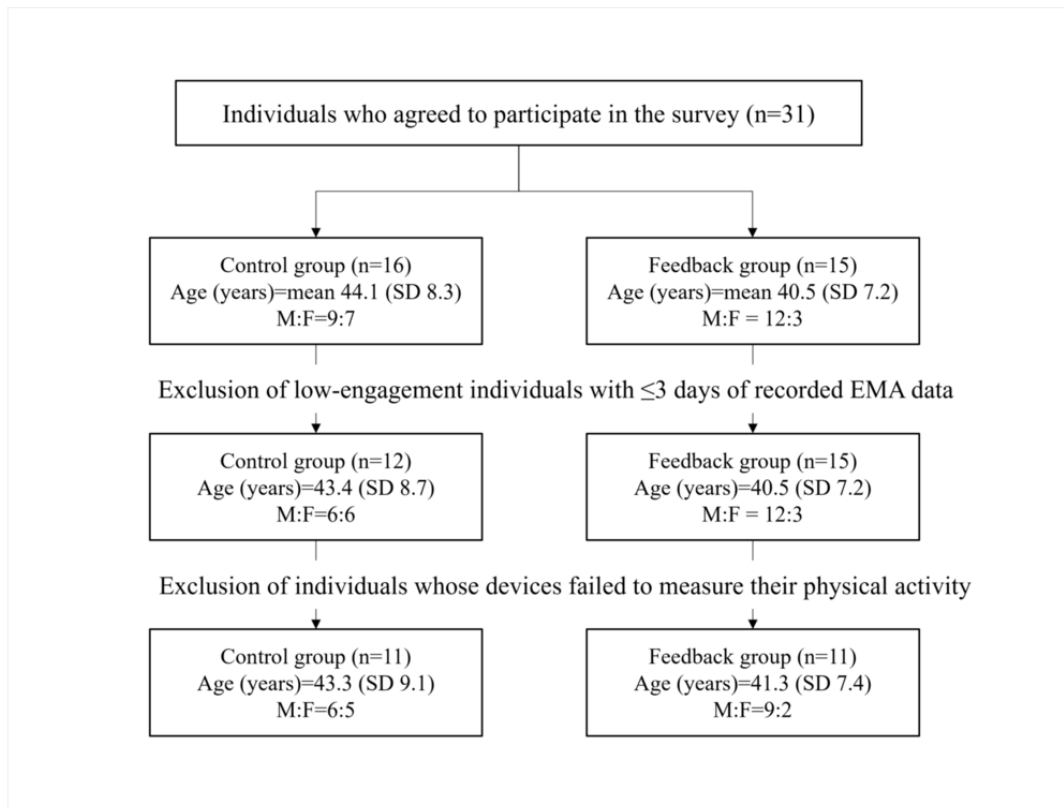 Individuals who agreed to participate in the survey (n=31)
Control group (n=16)
Age (years)=mean 44.1 (SD 8.3)
M:F=9:7
Feedback group (n=15)
Age (years)=mean 40.5 (SD 7.2)
M:F = 12:3
Exclusion of low-engagement individuals with ≤3 days of recorded EMA data
Control group (n=12)
Age (years)=43.4 (SD 8.7)
M:F=6:6
Feedback group (n=15)
Age (years)=40.5 (SD 7.2)
M:F = 12:3
Exclusion of individuals whose devices failed to measure their physical activity
Control group (n=11)
Age (years)=43.3 (SD 9.1)
M:F=6:5
Feedback group (n=11)
Age (years)=41.3 (SD 7.4)
M:F=9:2